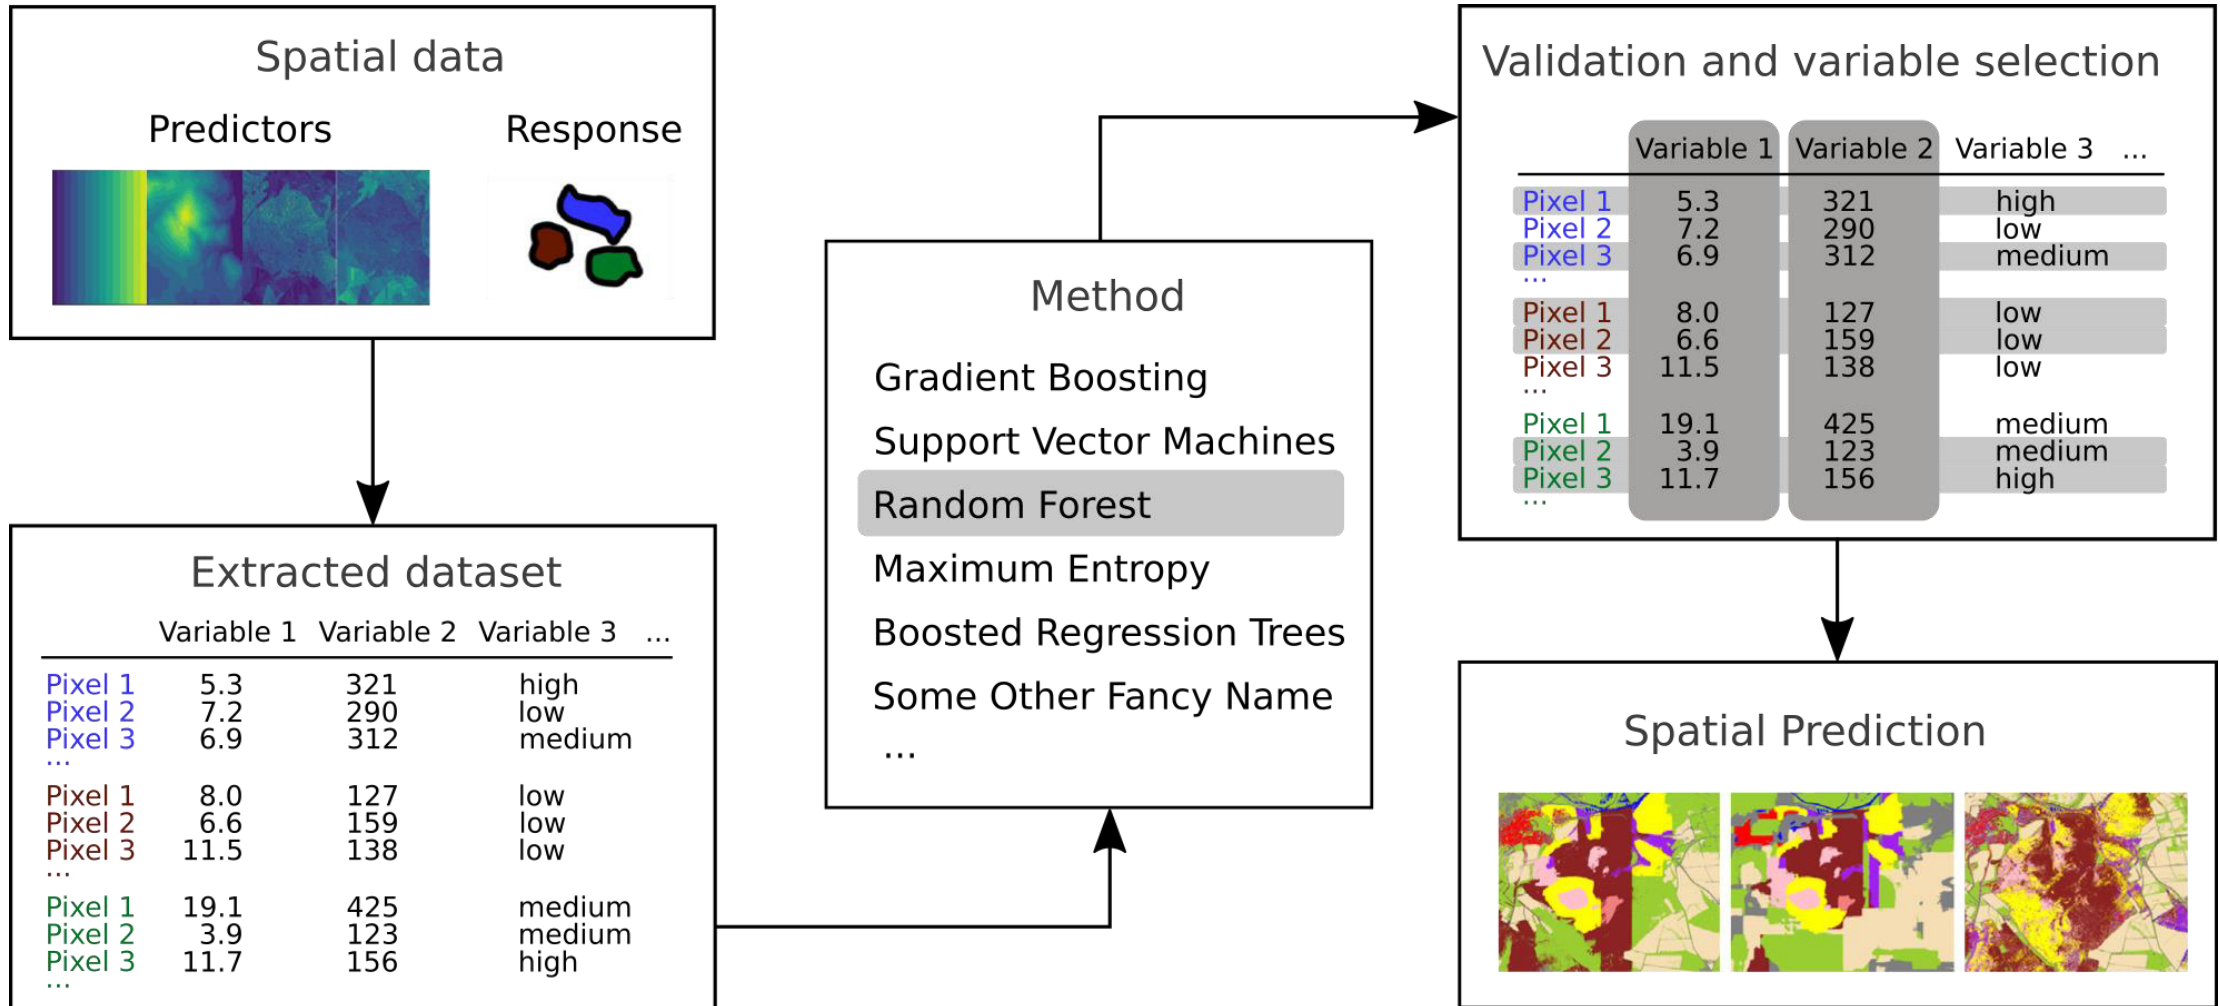 Spatial data
Predictors Response
Extracted dataset
Variable 1 Variable 2 Variable 3 ...
Pixel 1 5.3 321 high
Pixel 2 7.2 290 low
Pixel 3 6.9 312 medium
...
Pixel 1 8.0 127 low
Pixel 2 6.6 159 low
Pixel 3 11.5 138 low
...
Pixel 1 19.1 425 medium
Pixel 2 3.9 123 medium
Pixel 3 11.7 156 high
...
Method
Gradient Boosting
Support Vector Machines
Random Forest
Maximum Entropy
Boosted Regression Trees
Some Other Fancy Name
...
Validation and variable selection
Variable 1 Variable 2 Variable 3 ...
Pixel 1 5.3 321 high
Pixel 2 7.2 290 low
Pixel 3 6.9 312 medium
...
Pixel 1 8.0 127 low
Pixel 2 6.6 159 low
Pixel 3 11.5 138 low
...
Pixel 1 19.1 425 medium
Pixel 2 3.9 123 medium
Pixel 3 11.7 156 high
...
Spatial Prediction